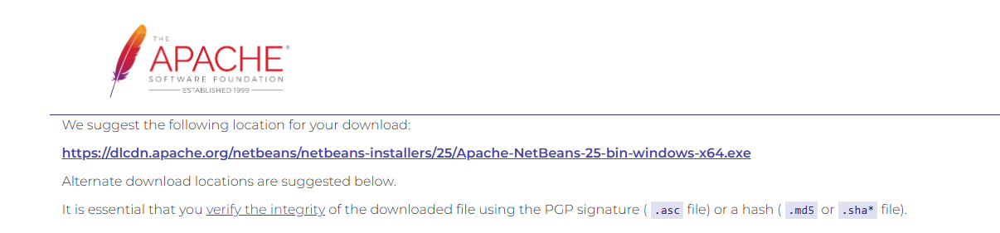 THE
APACHE®
SOFTWARE FOUNDATION
ESTABLISHED 1999
We suggest the following location for your download:
https://dlcdn.apache.org/netbeans/netbeans-installers/25/Apache-NetBeans-25-bin-windows-x64.exe
Alternate download locations are suggested below.
It is essential that you verify the integrity of the downloaded file using the PGP signature ( .asc file) or a hash ( .md5 or .sha* file).